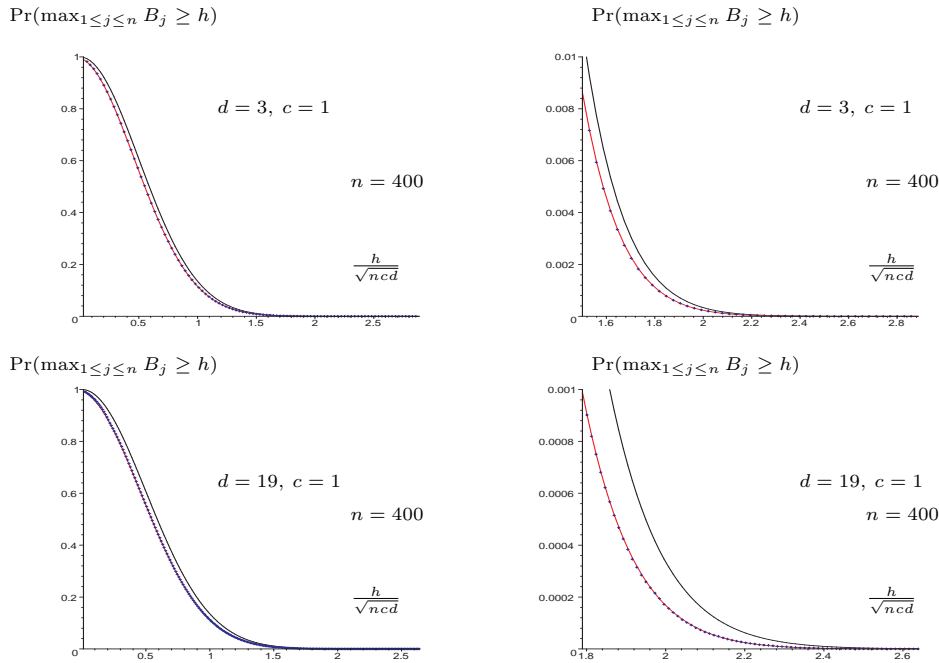 Pr(max_{1≤j≤n} B_j ≥ h)
1
0.8
0.6
0.4
0.2
0
0.5
1
1.5
2
2.5
d = 3, c = 1
n = 400
h/√ncd
Pr(max_{1≤j≤n} B_j ≥ h)
0.01
0.008
0.006
0.004
0.002
0
1.6
1.8
2
2.2
2.4
2.6
2.8
d = 3, c = 1
n = 400
h/√ncd
Pr(max_{1≤j≤n} B_j ≥ h)
1
0.8
0.6
0.4
0.2
0
0.5
1
1.5
2
2.5
d = 19, c = 1
n = 400
h/√ncd
Pr(max_{1≤j≤n} B_j ≥ h)
0.001
0.0008
0.0006
0.0004
0.0002
0
1.8
2
2.2
2.4
2.6
d = 19, c = 1
n = 400
h/√ncd